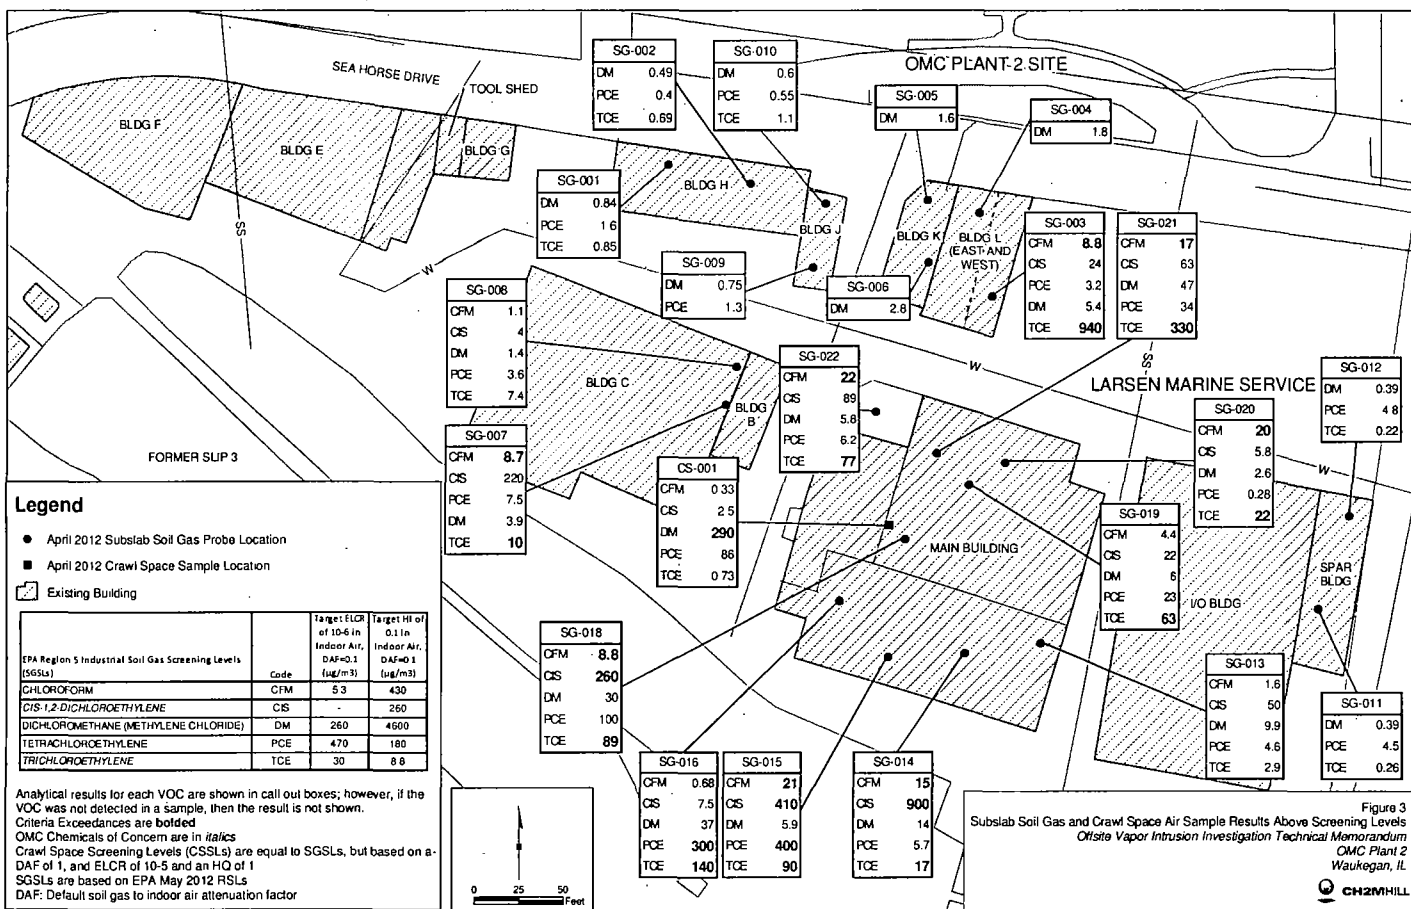 SEA HORSE DRIVE
TOOL SHED
OMC PLANT 2 SITE
BLDG F
BLDG E
BLDG G
BLDG H
BLDG J
BLDG K
BLDG L
(EAST AND
WEST)
SS
W
SG-002
DM 0.49
PCE 0.4
TCE 0.69
SG-010
DM 0.6
PCE 0.55
TCE 1.1
SG-005
DM 1.6
SG-004
DM 1.8
SG-001
DM 0.84
PCE 1 6
TCE 0.85
SG-009
DM 0.75
PCE 1.3
SG-006
DM 2.8
SG-003
CFM 8.8
CIS 24
PCE 3.2
DM 5.4
TCE 940
SG-021
CFM 17
CIS 63
DM 47
PCE 34
TCE 330
SG-008
CFM 1.1
CIS 4
DM 1.4
PCE 3.6
TCE 7.4
BLDG C
BLDG
B
SG-022
CFM 22
CIS 89
DM 5.8
PCE 6.2
TCE 77
W
SS
LARSEN MARINE SERVICE
SG-012
DM 0.39
PCE 4 8
TCE 0.22
SG-020
CFM 20
CIS 5.8
DM 2.6
PCE 0.28
TCE 22
W
FORMER SLIP 3
SG-007
CFM 8.7
CIS 220
PCE 7.5
DM 3.9
TCE 10
CS-001
CFM 0 33
CIS 2 5
DM 290
PCE 86
TCE 0 73
SG-019
CFM 4.4
CIS 22
DM 6
PCE 23
TCE 63
MAIN BUILDING
I/O BLDG
SPAR
BLDG
SG-018
CFM 8.8
CIS 260
DM 30
PCE 100
TCE 89
SG-013
CFM 1.6
CIS 50
DM 9.9
PCE 4.6
TCE 2.9
SG-011
DM 0.39
PCE 4.5
TCE 0.26
SG-016
CFM 0.68
CIS 7.5
DM 37
PCE 300
TCE 140
SG-015
CFM 21
CIS 410
DM 5.9
PCE 400
TCE 90
SG-014
CFM 15
CIS 900
DM 14
PCE 5.7
TCE 17
Legend
April 2012 Subslab Soil Gas Probe Location
April 2012 Crawl Space Sample Location
Existing Building
EPA Region 5 Industrial Soil Gas Screening Levels (SGSLs) Code Target ELCR of 10-6 in Indoor Air, DAF=0.1 (µg/m3) Target HI of 0.1 in Indoor Air, DAF=0 1 (µg/m3)
CHLOROFORM CFM 5 3 430
CIS-1,2-DICHLOROETHYLENE CIS - 260
DICHLOROMETHANE (METHYLENE CHLORIDE) DM 260 4600
TETRACHLOROETHYLENE PCE 470 180
TRICHLOROETHYLENE TCE 30 8 8
Analytical results for each VOC are shown in call out boxes; however, if the
VOC was not detected in a sample, then the result is not shown.
Criteria Exceedances are bolded
OMC Chemicals of Concern are in italics
Crawl Space Screening Levels (CSSLs) are equal to SGSLs, but based on a
DAF of 1, and ELCR of 10-5 and an HQ of 1
SGSLs are based on EPA May 2012 RSLs
DAF: Default soil gas to indoor air attenuation factor
0 25 50
Feet
Figure 3
Subslab Soil Gas and Crawl Space Air Sample Results Above Screening Levels
Offsite Vapor Intrusion Investigation Technical Memorandum
OMC Plant 2
Waukegan, IL
CH2MHILL